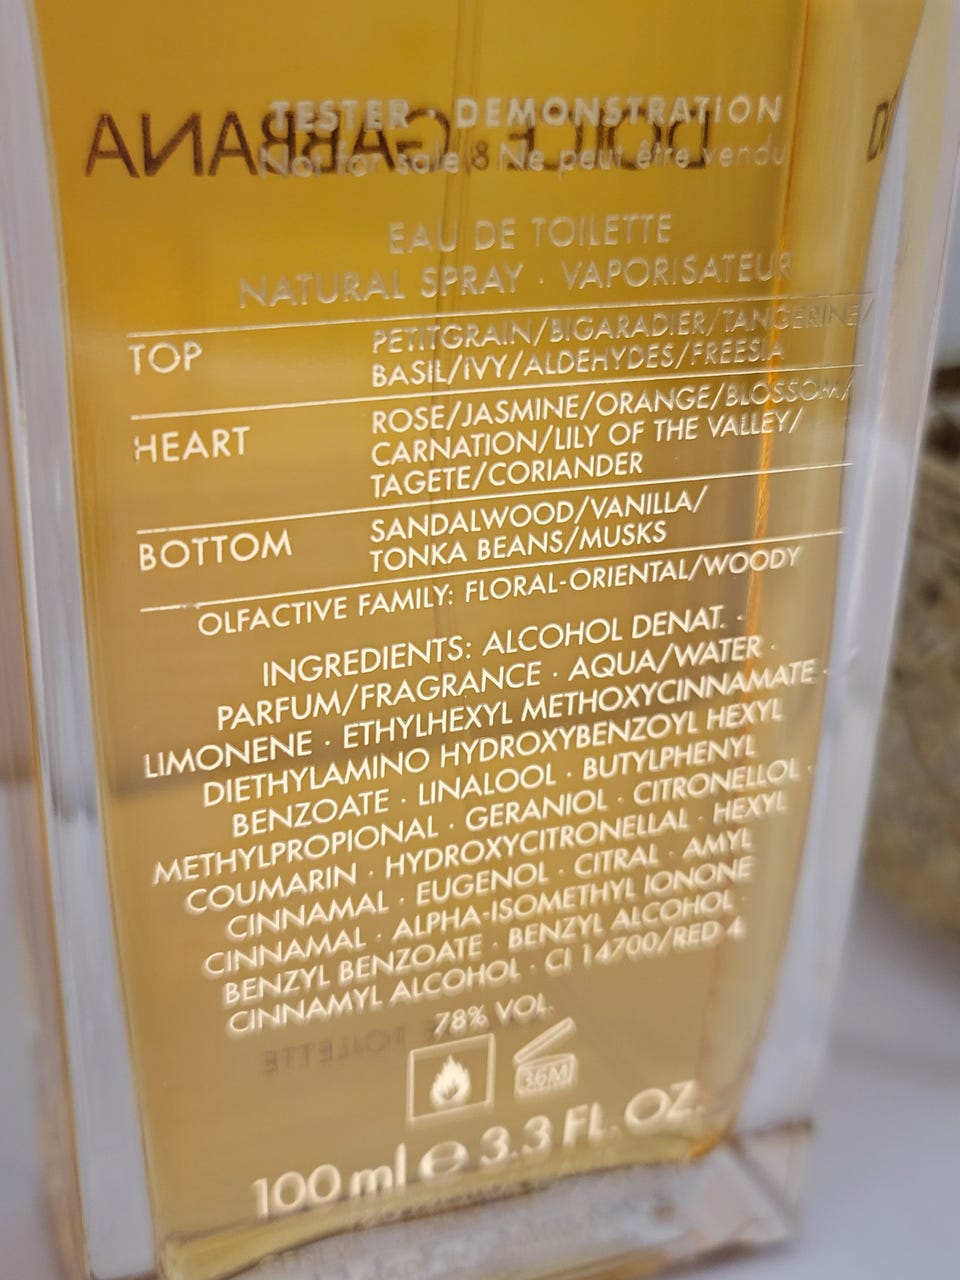 TESTER · DEMONSTRATION
DOLCE & GABBANA
Not for sale Ne peut être vendu
EAU DE TOILETTE
NATURAL SPRAY · VAPORISATEUR
TOP
PETITGRAIN/BIGARADIER/TANGERINE/
BASIL/IVY/ALDEHYDES/FREESIA
HEART
ROSE/JASMINE/ORANGE/BLOSSOM/
CARNATION/LILY OF THE VALLEY/
TAGETE/CORIANDER
BOTTOM
SANDALWOOD/VANILLA/
TONKA BEANS/MUSKS
OLFACTIVE FAMILY: FLORAL-ORIENTAL/WOODY
INGREDIENTS: ALCOHOL DENAT. ·
PARFUM/FRAGRANCE · AQUA/WATER ·
LIMONENE · ETHYLHEXYL METHOXYCINNAMATE ·
DIETHYLAMINO HYDROXYBENZOYL HEXYL
BENZOATE · LINALOOL · BUTYLPHENYL
METHYLPROPIONAL · GERANIOL · CITRONELLOL ·
COUMARIN · HYDROXYCITRONELLAL · HEXYL
CINNAMAL · EUGENOL · CITRAL · AMYL
CINNAMAL · ALPHA-ISOMETHYL IONONE
BENZYL BENZOATE · BENZYL ALCOHOL ·
CINNAMYL ALCOHOL · CI 14700/RED 4
78% VOL.
TOILETTE
36M
100 ml e 3.3 FL. OZ.